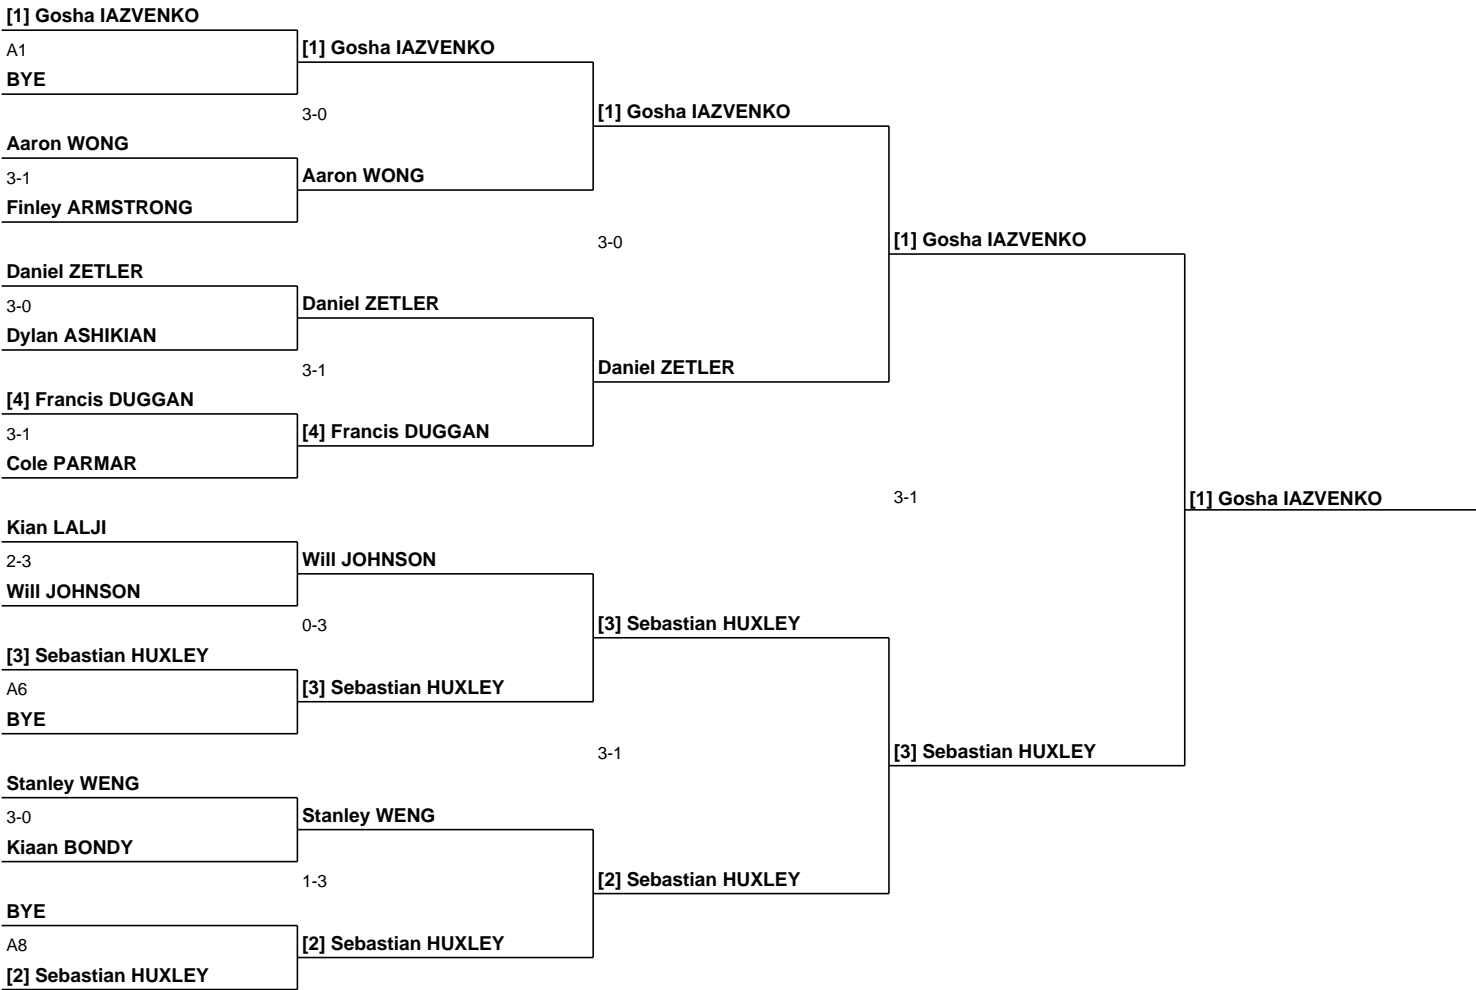 [1] Gosha IAZVENKO
A1
BYE
Aaron WONG
3-1
Finley ARMSTRONG
Daniel ZETLER
3-0
Dylan ASHIKIAN
[4] Francis DUGGAN
3-1
Cole PARMAR
Kian LALJI
2-3
Will JOHNSON
[3] Sebastian HUXLEY
A6
BYE
Stanley WENG
3-0
Kiaan BONDY
BYE
A8
[2] Sebastian HUXLEY
[1] Gosha IAZVENKO
3-0
Aaron WONG
Daniel ZETLER
3-1
[4] Francis DUGGAN
Will JOHNSON
0-3
[3] Sebastian HUXLEY
Stanley WENG
1-3
[2] Sebastian HUXLEY
[1] Gosha IAZVENKO
3-0
Daniel ZETLER
[3] Sebastian HUXLEY
3-1
[2] Sebastian HUXLEY
[1] Gosha IAZVENKO
3-1
[3] Sebastian HUXLEY
[1] Gosha IAZVENKO